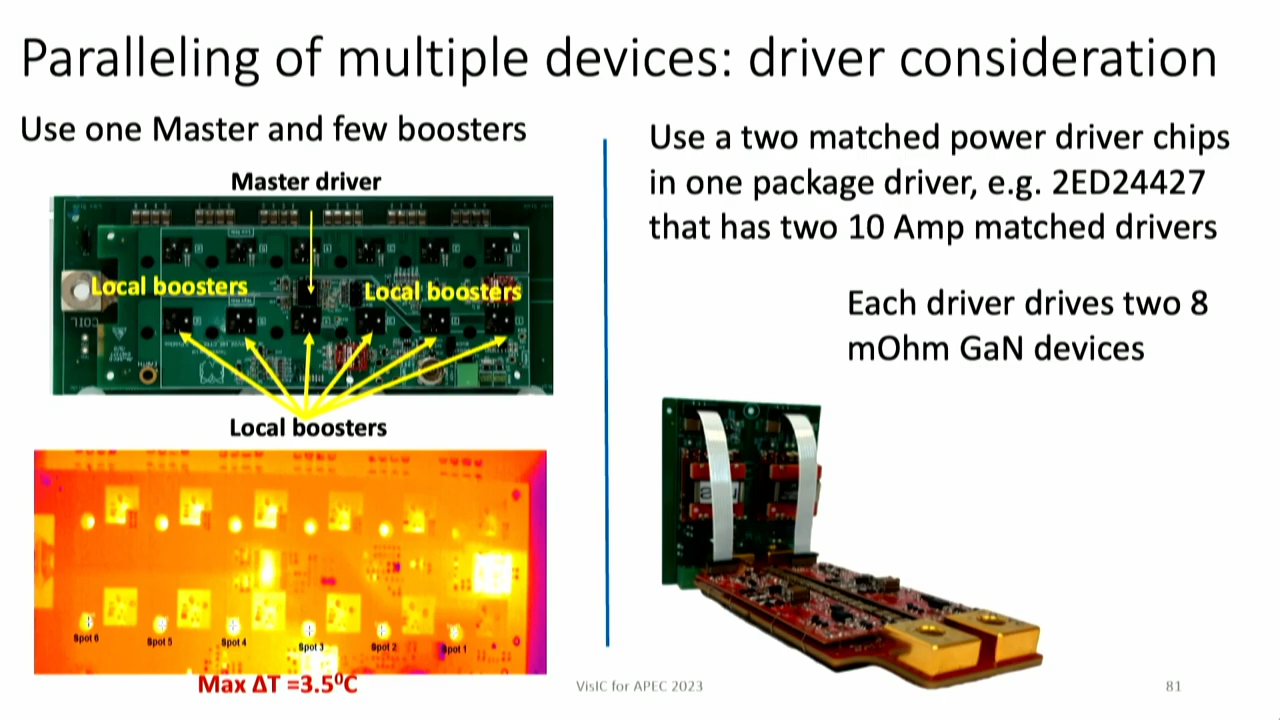 Paralleling of multiple devices: driver consideration
Use one Master and few boosters
Master driver
Local boosters
Local boosters
COIL
Local boosters
Spot 6
Spot 5
Spot 4
Spot 3
Spot 2
Spot 1
Max ΔT =3.5⁰C
Use a two matched power driver chips
in one package driver, e.g. 2ED24427
that has two 10 Amp matched drivers
Each driver drives two 8
mOhm GaN devices
VisIC for APEC 2023
81